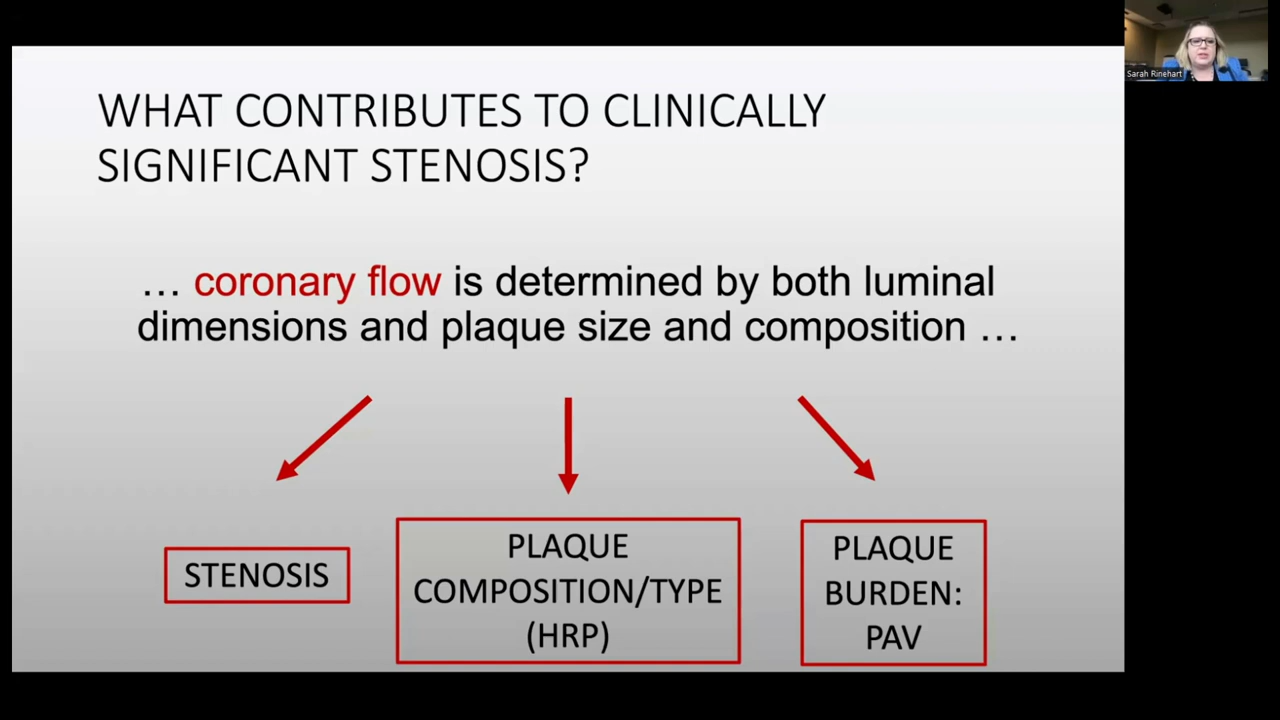 Sarah Rinehart
WHAT CONTRIBUTES TO CLINICALLY
SIGNIFICANT STENOSIS?
… coronary flow is determined by both luminal
dimensions and plaque size and composition …
STENOSIS
PLAQUE
COMPOSITION/TYPE
(HRP)
PLAQUE
BURDEN:
PAV